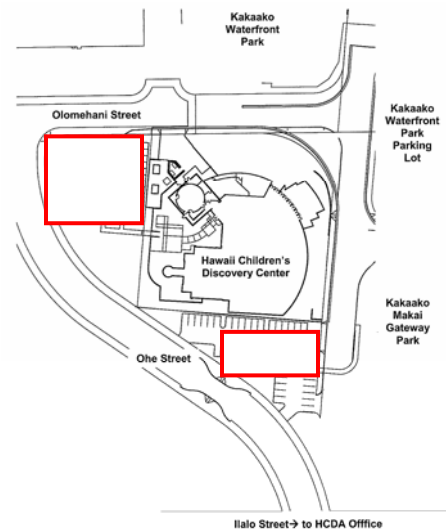 Kakaako
Waterfront
Park
Olomehani Street
Kakaako
Waterfront
Park
Parking
Lot
Hawaii Children's
Discovery Center
Kakaako
Makai
Gateway
Park
Ohe Street
Ilalo Street→ to HCDA Offfice